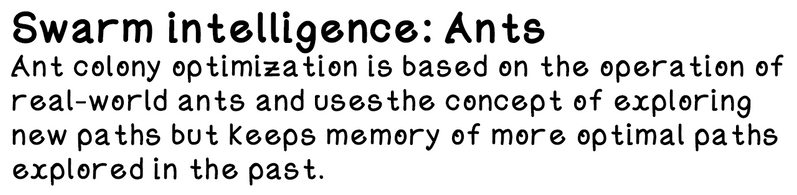 Swarm intelligence: Ants
Ant colony optimization is based on the operation of
real-world ants and usesthe concept of exploring
new paths but keeps memory of more optimal paths
explored in the past.